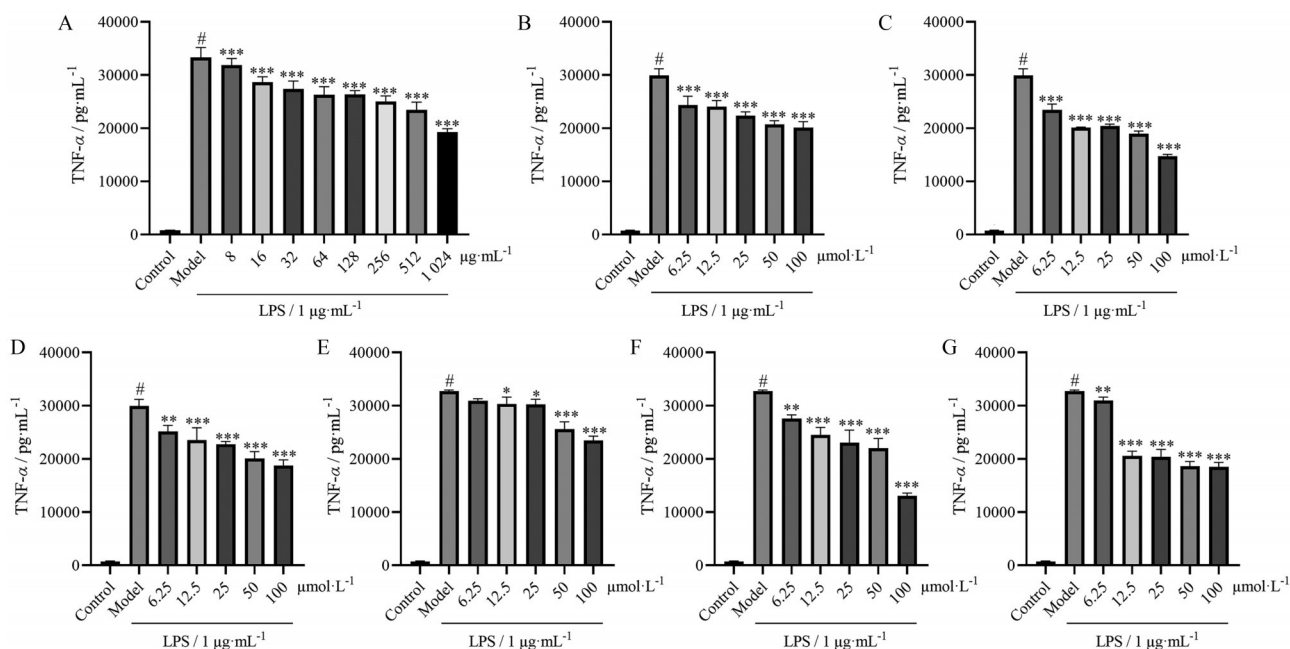 A
TNF-α / pg·mL⁻¹
40000
30000
20000
10000
0
#
***
***
***
***
***
***
***
***
Control
Model
8
16
32
64
128
256
512
1 024
μg·mL⁻¹
LPS / 1 μg·mL⁻¹
B
TNF-α / pg·mL⁻¹
40000
30000
20000
10000
0
#
***
***
***
***
***
Control
Model
6.25
12.5
25
50
100
μmol·L⁻¹
LPS / 1 μg·mL⁻¹
C
TNF-α / pg·mL⁻¹
40000
30000
20000
10000
0
#
***
***
***
***
***
Control
Model
6.25
12.5
25
50
100
μmol·L⁻¹
LPS / 1 μg·mL⁻¹
D
TNF-α / pg·mL⁻¹
40000
30000
20000
10000
0
#
**
***
***
***
***
Control
Model
6.25
12.5
25
50
100
μmol·L⁻¹
LPS / 1 μg·mL⁻¹
E
TNF-α / pg·mL⁻¹
40000
30000
20000
10000
0
#
*
*
***
***
Control
Model
6.25
12.5
25
50
100
μmol·L⁻¹
LPS / 1 μg·mL⁻¹
F
TNF-α / pg·mL⁻¹
40000
30000
20000
10000
0
#
**
***
***
***
***
Control
Model
6.25
12.5
25
50
100
μmol·L⁻¹
LPS / 1 μg·mL⁻¹
G
TNF-α / pg·mL⁻¹
40000
30000
20000
10000
0
#
**
***
***
***
***
Control
Model
6.25
12.5
25
50
100
μmol·L⁻¹
LPS / 1 μg·mL⁻¹